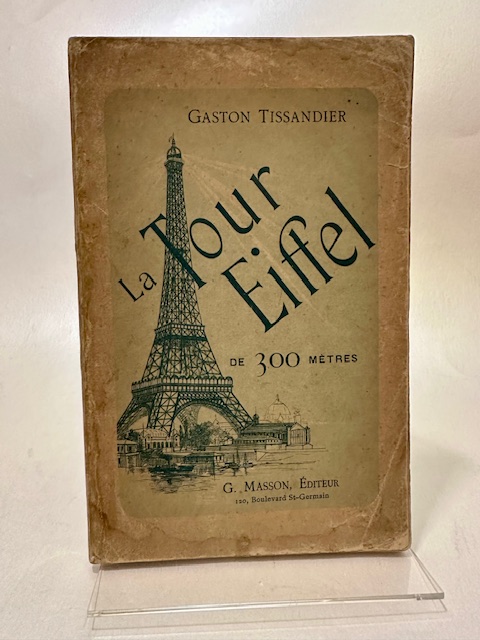 GASTON TISSANDIER
La Tour
Eiffel
DE 300 MÈTRES
G. MASSON, ÉDITEUR
120, Boulevard St-Germain